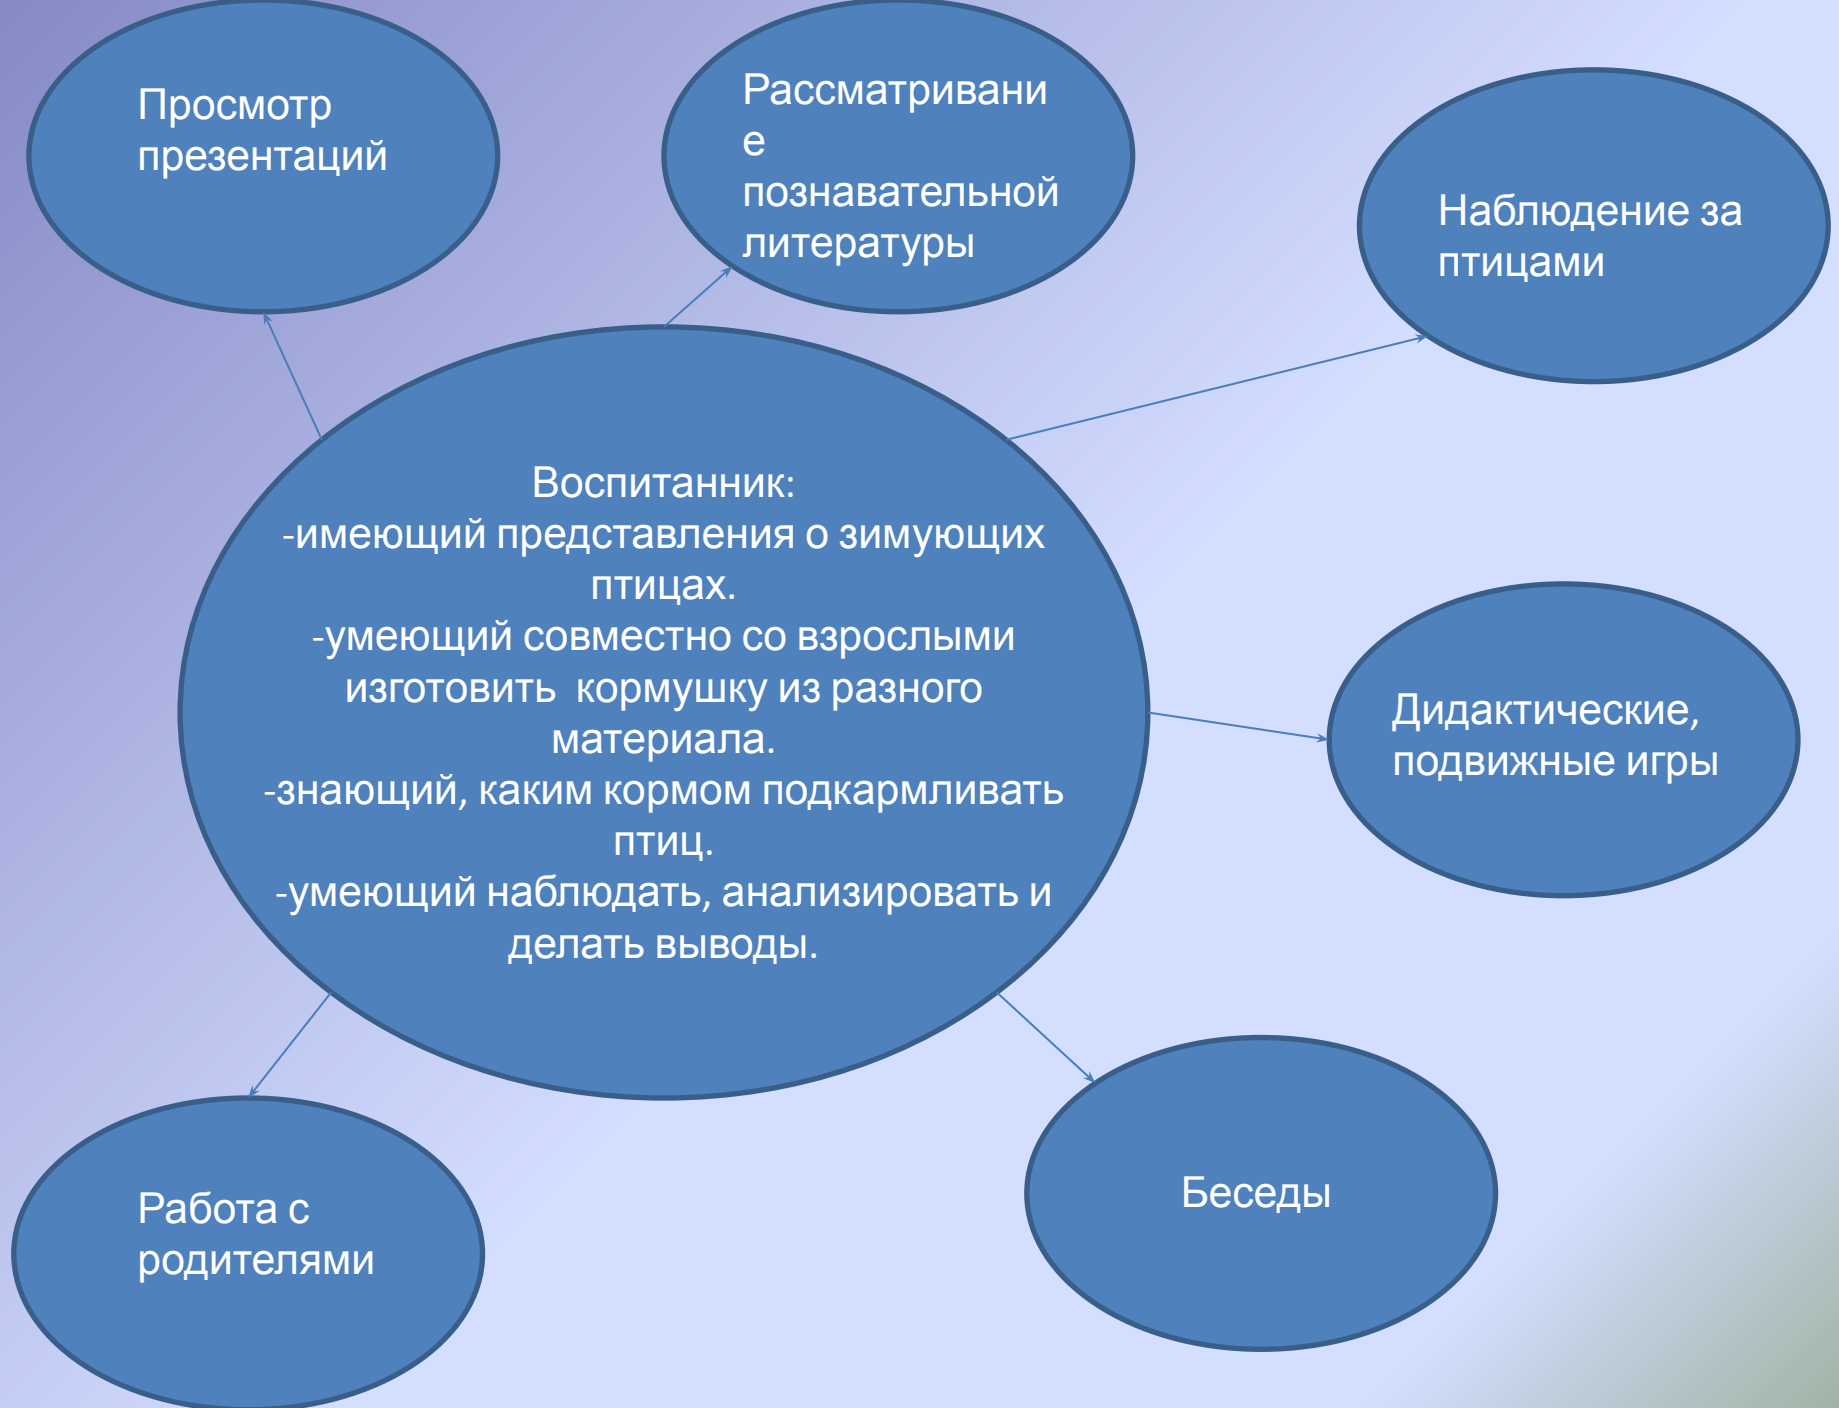 Просмотр
презентаций
Рассматривани
е
познавательной
литературы
Наблюдение за
птицами
Воспитанник:
-имеющий представления о зимующих
птицах.
-умеющий совместно со взрослыми
изготовить  кормушку из разного
материала.
-знающий, каким кормом подкармливать
птиц.
-умеющий наблюдать, анализировать и
делать выводы.
Дидактические,
подвижные игры
Работа с
родителями
Беседы